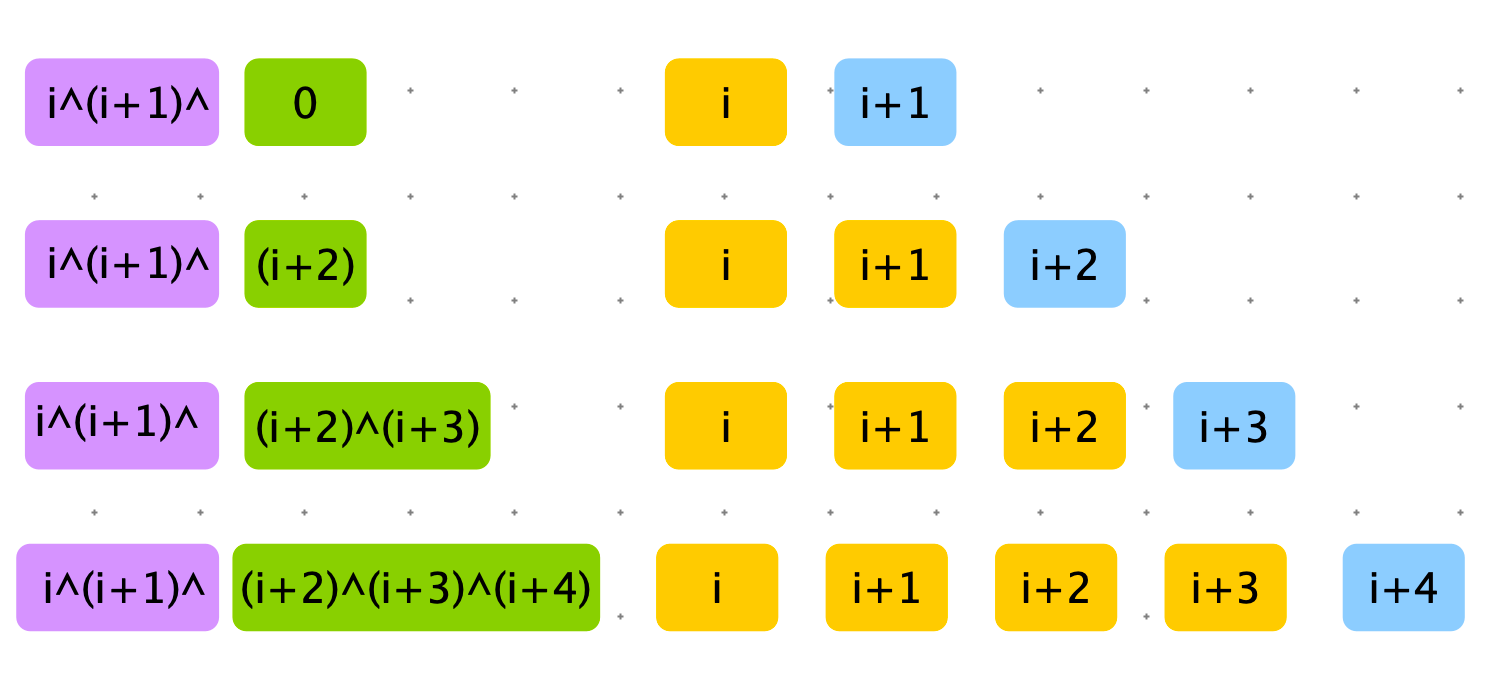 i^(i+1)^ 0 i i+1
i^(i+1)^ (i+2) i i+1 i+2
i^(i+1)^ (i+2)^(i+3) i i+1 i+2 i+3
i^(i+1)^ (i+2)^(i+3)^(i+4) i i+1 i+2 i+3 i+4